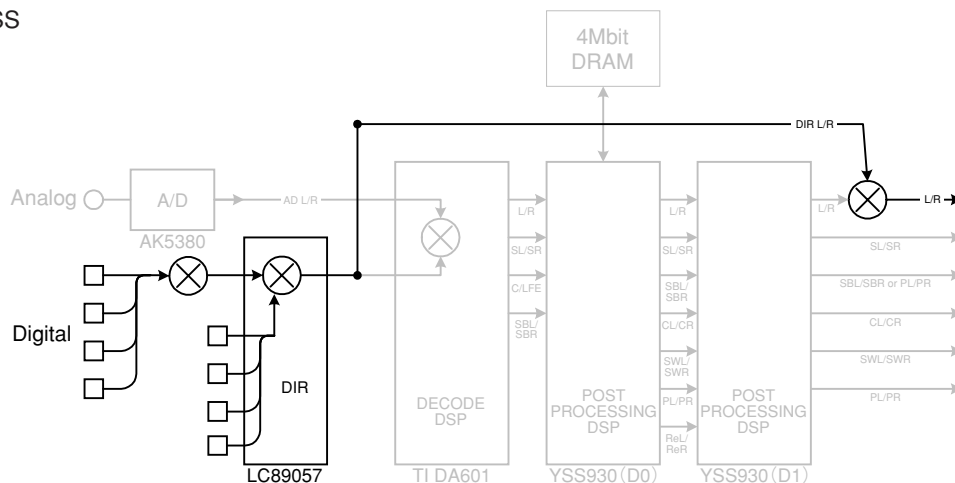 SS
4Mbit
DRAM
DIR L/R
Analog
A/D
AD L/R
AK5380
L/R
L/R
L/R
L/R
SL/SR
SL/SR
SL/SR
C/LFE
SBL/
SBR
SBL/SBR or PL/PR
SBL/
SBR
CL/CR
CL/CR
Digital
SWL/
SWR
SWL/SWR
DIR
PL/PR
PL/PR
DECODE
DSP
POST
PROCESSING
DSP
POST
PROCESSING
DSP
ReL/
ReR
LC89057
TI DA601
YSS930(D0)
YSS930(D1)